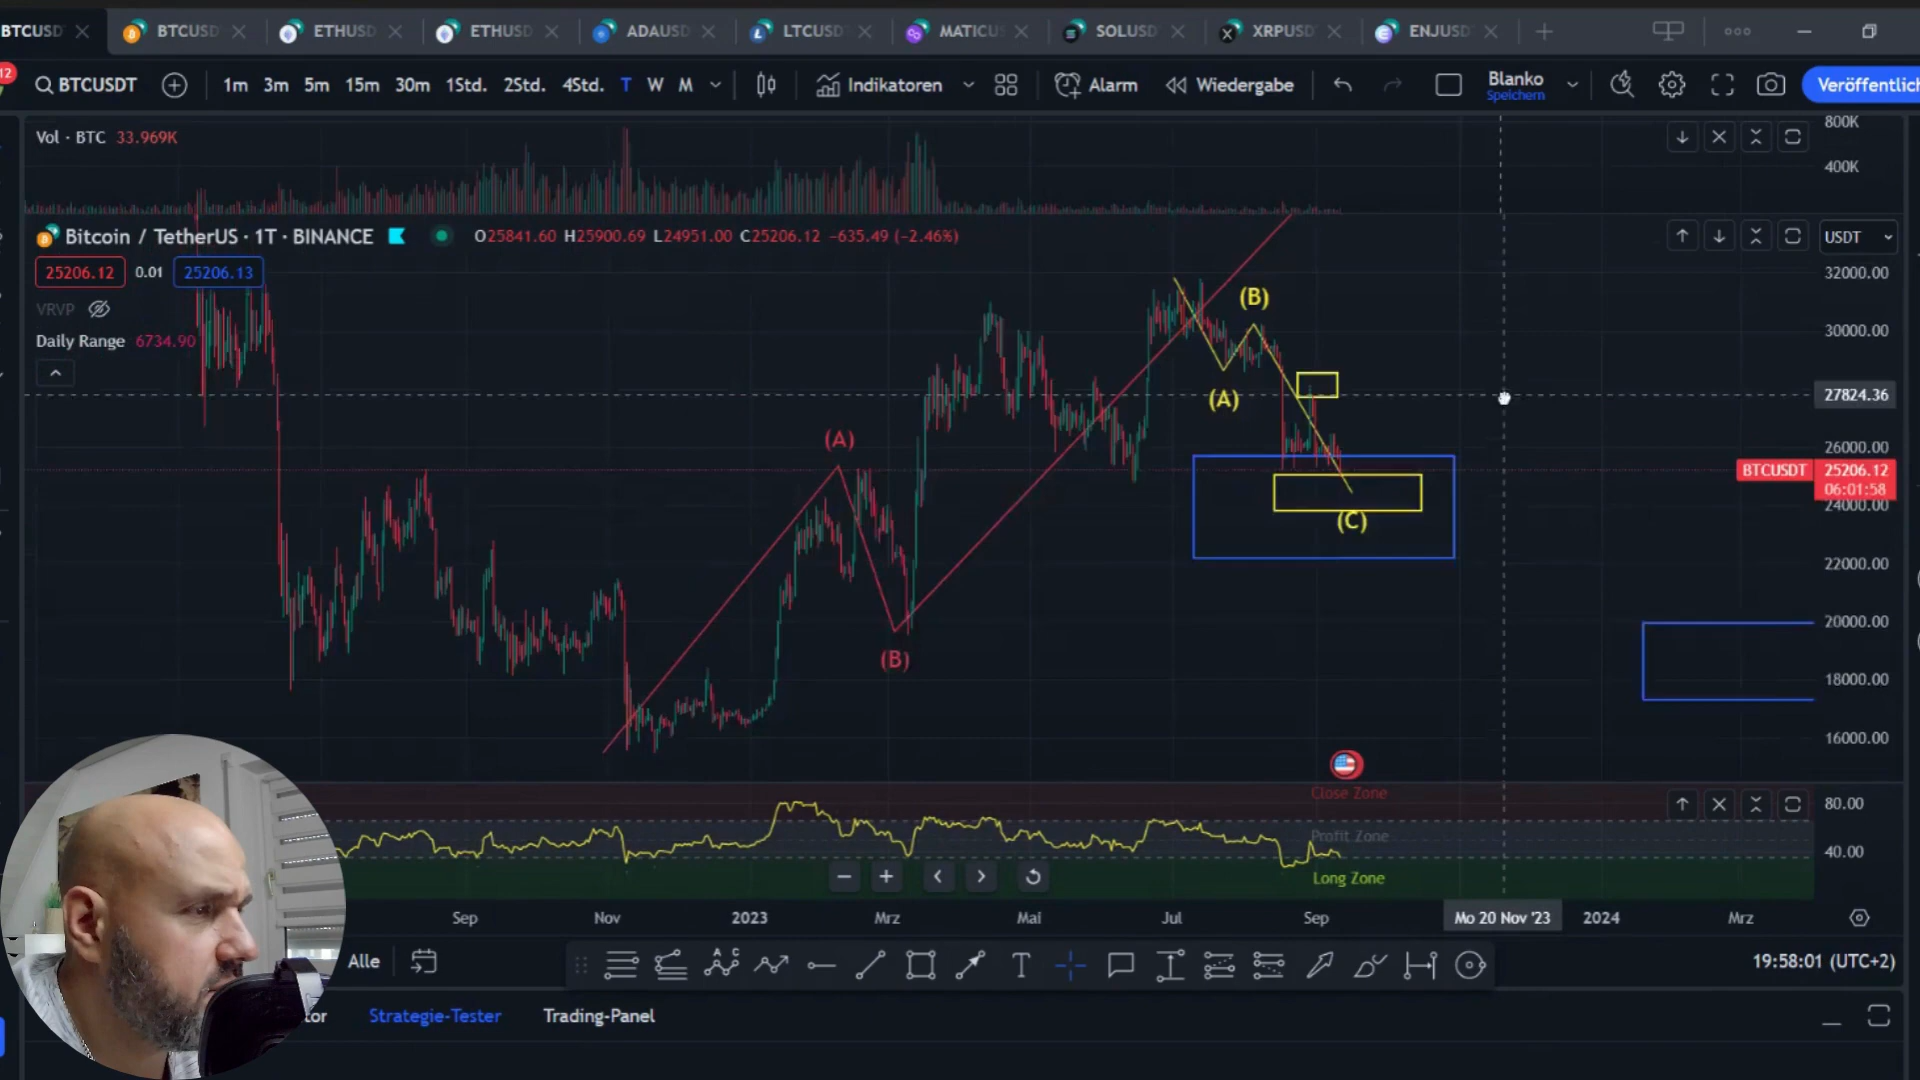 BTCUSD
BTCUSD
ETHUSD
ETHUSD
ADAUSD
LTCUSD
MATICUS
SOLUSD
XRPUSD
ENJUSD
12
BTCUSDT
1m 3m 5m 15m 30m 1Std. 2Std. 4Std. T W M
Indikatoren
Alarm
Wiedergabe
Blanko
Speichern
Veröffentlich
Vol · BTC 33.969K
800K
400K
Bitcoin / TetherUS · 1T · BINANCE
O25841.60 H25900.69 L24951.00 C25206.12 −635.49 (−2.46%)
USDT
25206.12 0.01 25206.13
VRVP
Daily Range 6734.90
32000.00
30000.00
27824.36
26000.00
BTCUSDT 25206.12
06:01:58
24000.00
22000.00
20000.00
18000.00
16000.00
(A)
(B)
(B)
(A)
(C)
Close Zone
Profit Zone
Long Zone
80.00
40.00
Sep Nov 2023 Mrz Mai Jul Sep Mo 20 Nov '23 2024 Mrz
Alle
A C
19:58:01 (UTC+2)
tor
Strategie-Tester
Trading-Panel